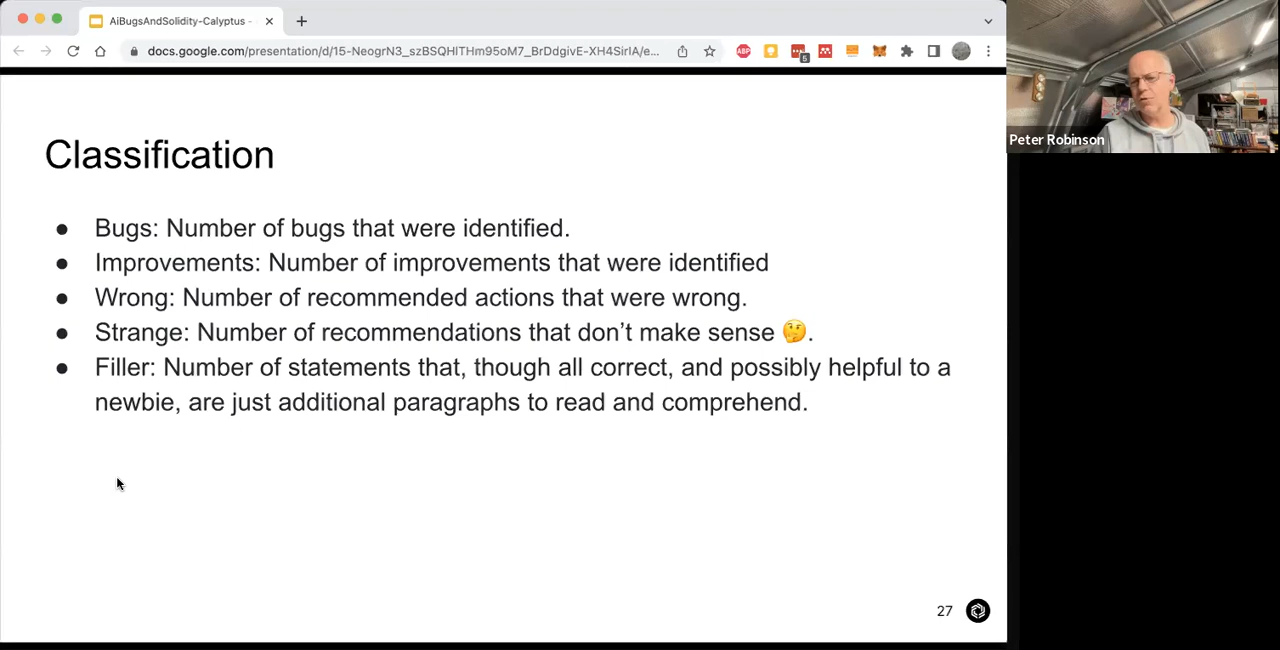 AiBugsAndSolidity-Calyptus -
docs.google.com/presentation/d/15-NeogrN3_szBSQHITHm95oM7_BrDdgivE-XH4SirIA/e...
ABP
5
Peter Robinson
Classification
● Bugs: Number of bugs that were identified.
● Improvements: Number of improvements that were identified
● Wrong: Number of recommended actions that were wrong.
● Strange: Number of recommendations that don’t make sense 🤔.
● Filler: Number of statements that, though all correct, and possibly helpful to a
newbie, are just additional paragraphs to read and comprehend.
27